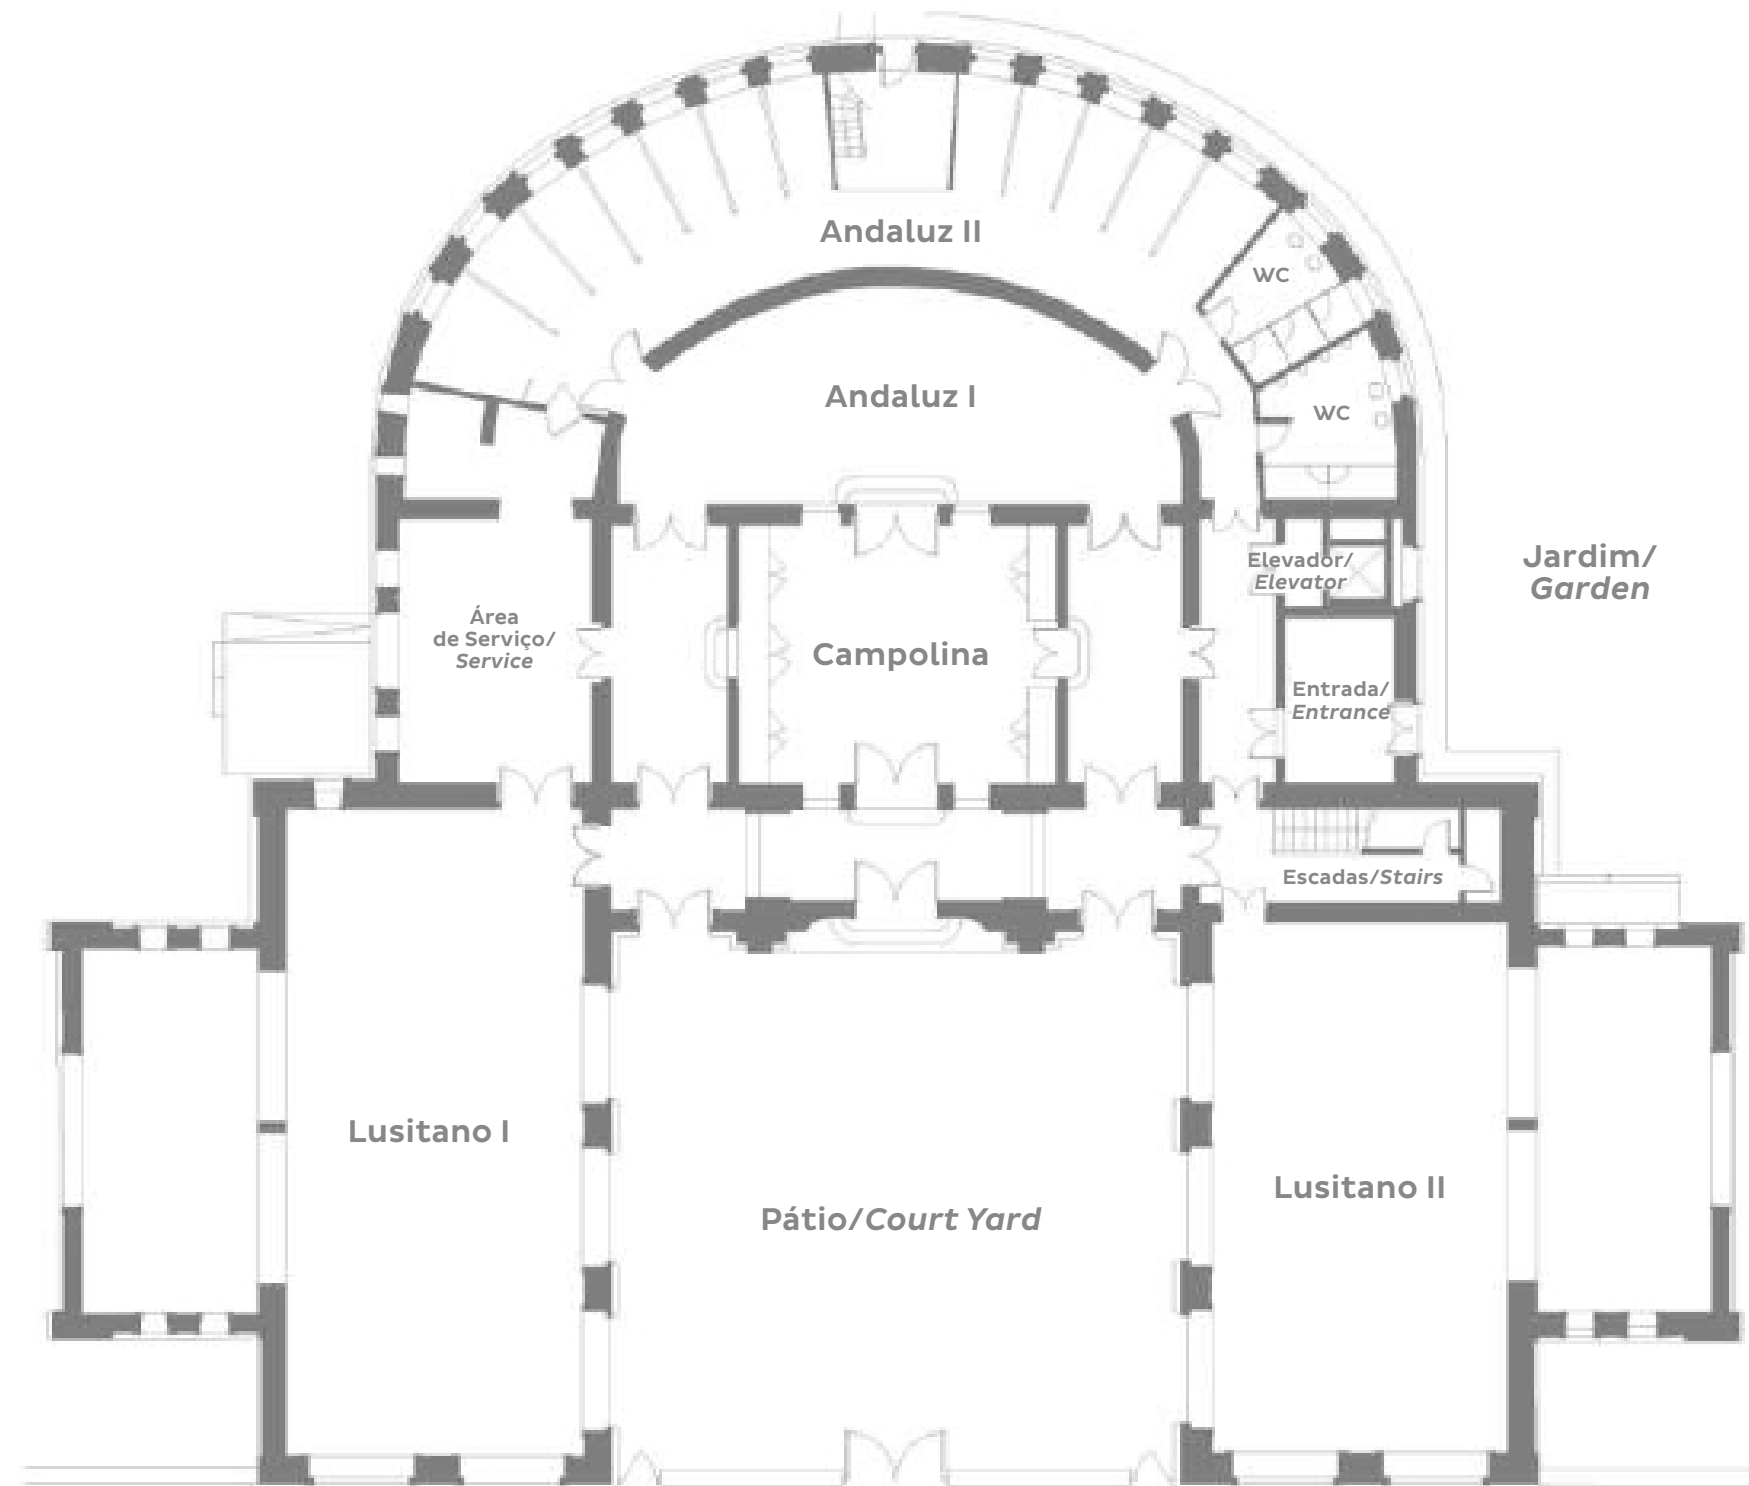 Andaluz II
WC
Andaluz I
WC
Elevador/
Elevator
Jardim/
Garden
Área
de Serviço/
Service
Campolina
Entrada/
Entrance
Escadas/Stairs
Lusitano I
Lusitano II
Pátio/Court Yard